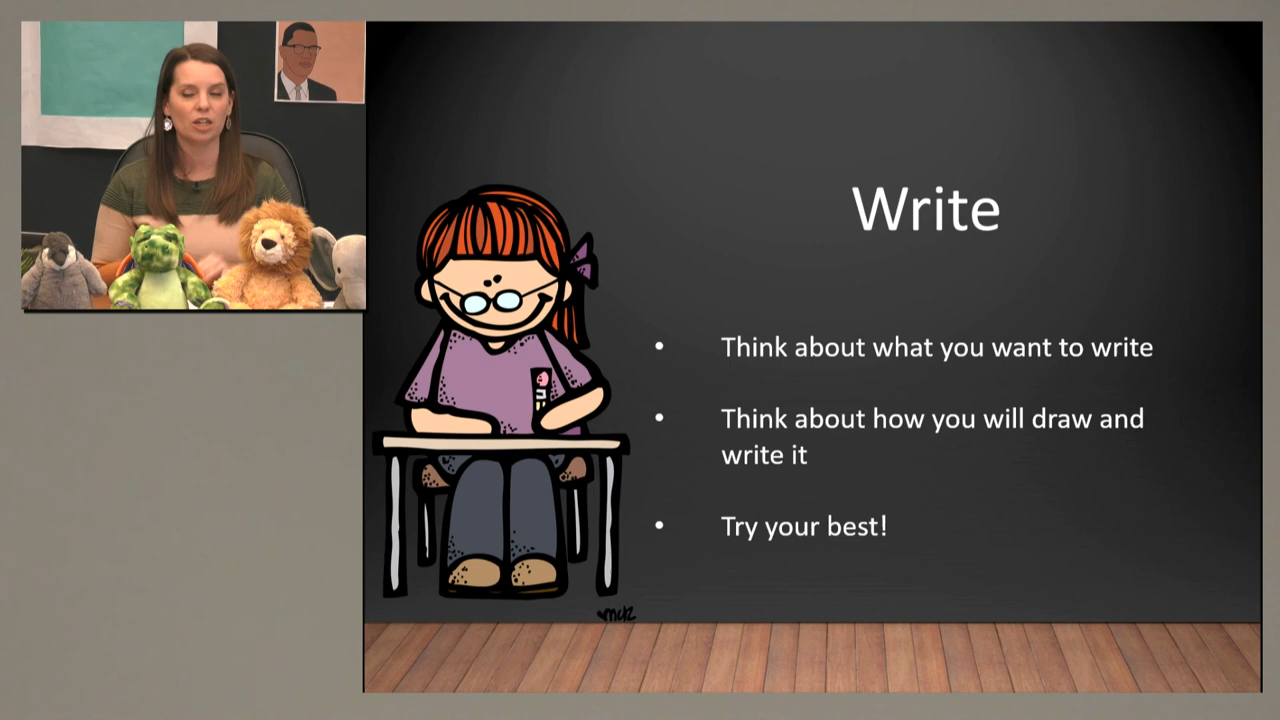 Write
• Think about what you want to write
• Think about how you will draw and
write it
• Try your best!